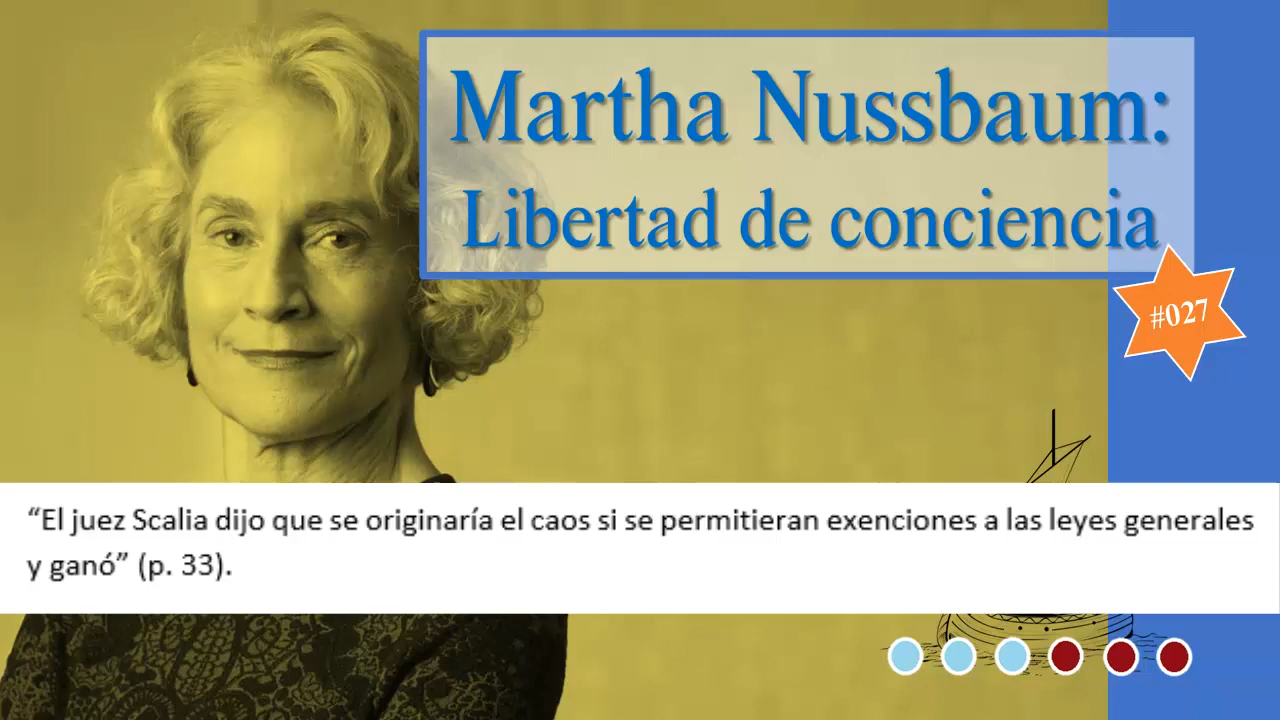 Martha Nussbaum:
Libertad de conciencia
#027
“El juez Scalia dijo que se originaría el caos si se permitieran exenciones a las leyes generales
y ganó” (p. 33).